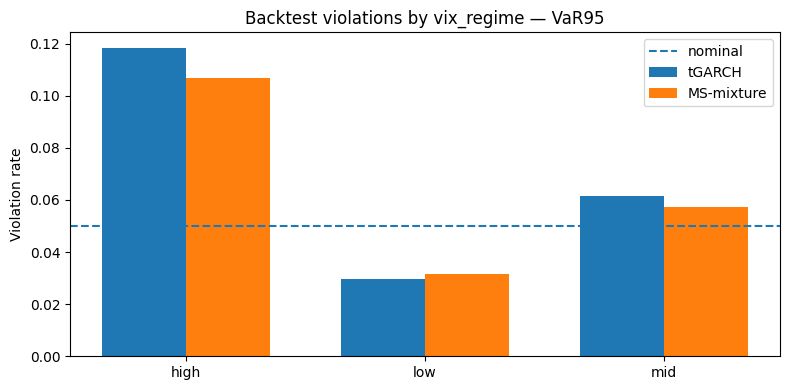 Backtest violations by vix_regime — VaR95
nominal
tGARCH
MS-mixture
Violation rate
0.12
0.10
0.08
0.06
0.04
0.02
0.00
high
low
mid